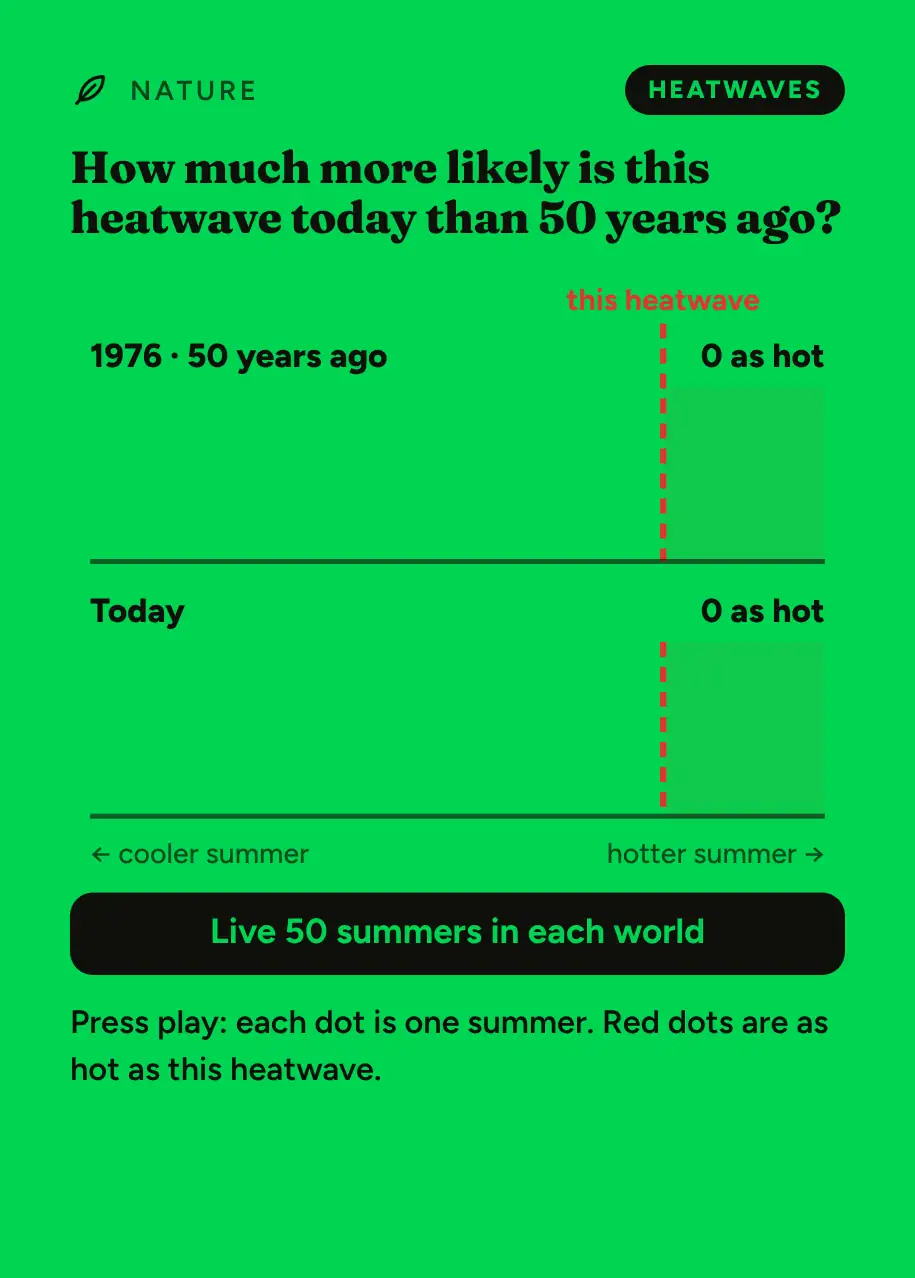 NATURE
HEATWAVES
How much more likely is this
heatwave today than 50 years ago?
this heatwave
1976 · 50 years ago
0 as hot
Today
0 as hot
← cooler summer
hotter summer →
Live 50 summers in each world
Press play: each dot is one summer. Red dots are as
hot as this heatwave.